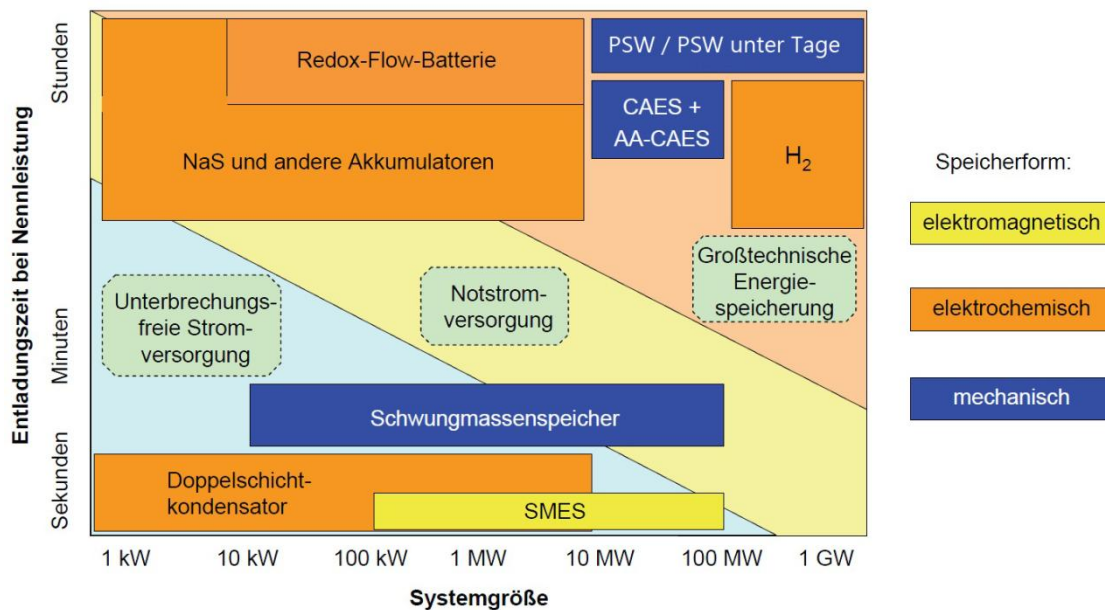 Entladungszeit bei Nennleistung
Stunden
Minuten
Sekunden
Redox-Flow-Batterie
NaS und andere Akkumulatoren
PSW / PSW unter Tage
CAES +
AA-CAES
H₂
Unterbrechungs-
freie Strom-
versorgung
Notstrom-
versorgung
Großtechnische
Energie-
speicherung
Schwungmassenspeicher
Doppelschicht-
kondensator
SMES
1 kW 10 kW 100 kW 1 MW 10 MW 100 MW 1 GW
Systemgröße
Speicherform:
elektromagnetisch
elektrochemisch
mechanisch